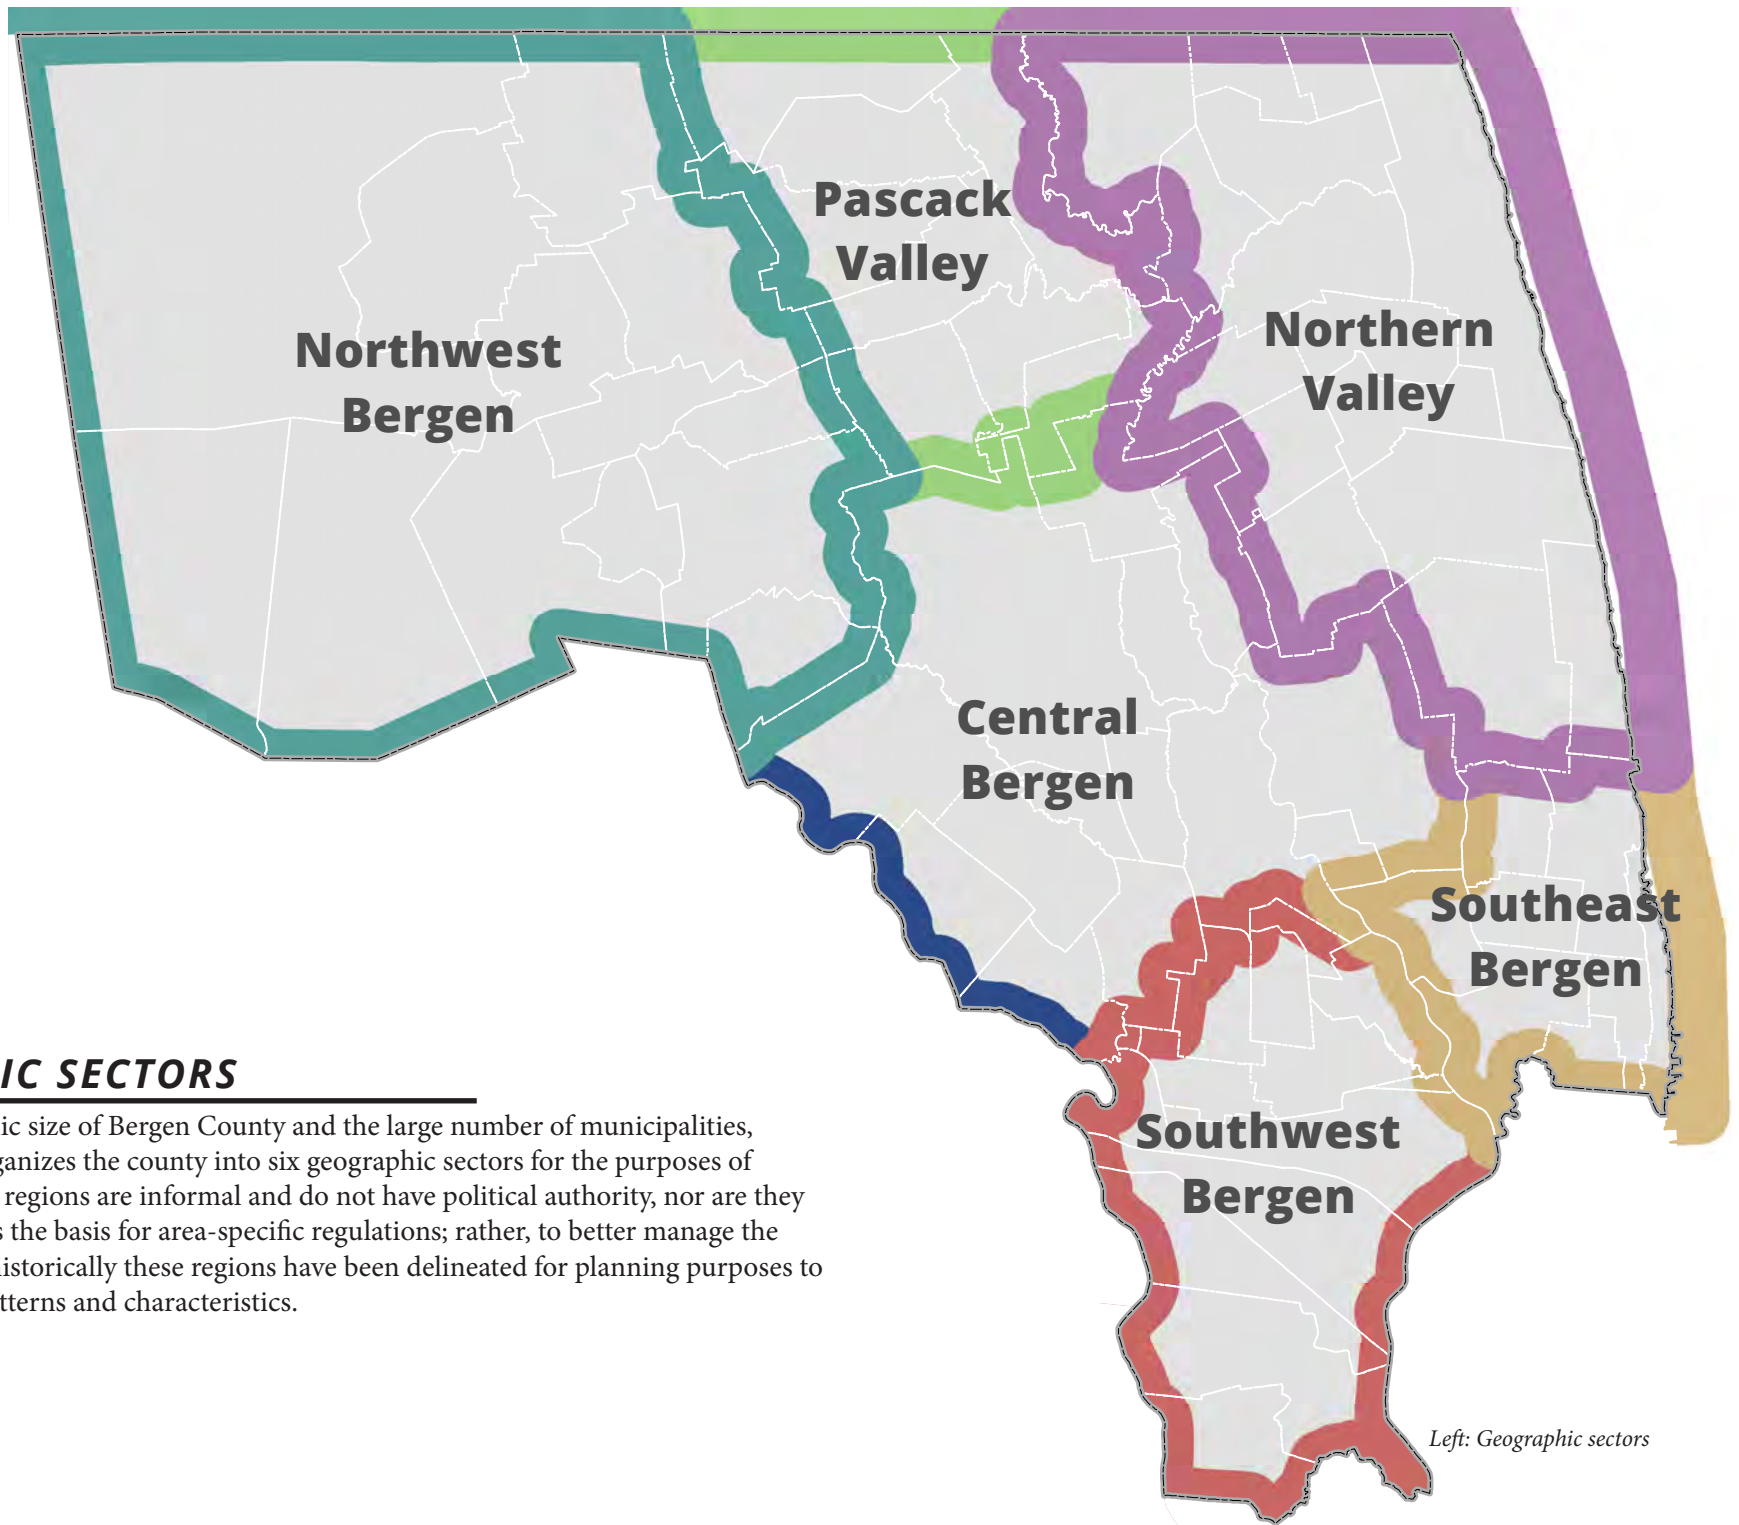 Pascack
Valley
Northern
Valley
Northwest
Bergen
Central
Bergen
Southeast
Bergen
Southwest
Bergen
IC SECTORS
ic size of Bergen County and the large number of municipalities,
ganizes the county into six geographic sectors for the purposes of
regions are informal and do not have political authority, nor are they
s the basis for area-specific regulations; rather, to better manage the
historically these regions have been delineated for planning purposes to
tterns and characteristics.
Left: Geographic sectors